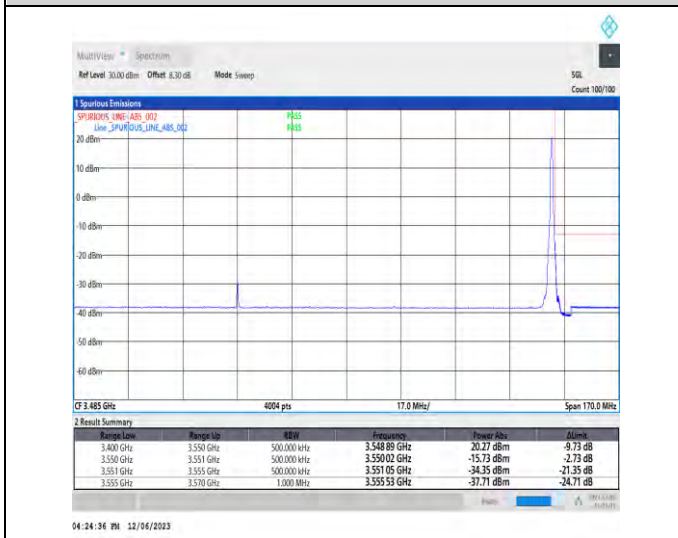 MultiView Spectrum
Ref Level 30.00 dBm Offset 8.30 dB Mode Sweep SGL
Count 100/100
1 Spurious Emissions
_SPURIOUS_LINE_ABS_002 PASS
Line _SPURIOUS_LINE_ABS_002 PASS
20 dBm
10 dBm
0 dBm
-10 dBm
-20 dBm
-30 dBm
-40 dBm
-50 dBm
-60 dBm
CF 3.485 GHz 4004 pts 17.0 MHz/ Span 170.0 MHz
2 Result Summary
Range Low Range Up RBW Frequency Power Abs ΔLimit
3.400 GHz 3.550 GHz 500.000 kHz 3.548 89 GHz 20.27 dBm -9.73 dB
3.550 GHz 3.551 GHz 500.000 kHz 3.550 02 GHz -15.73 dBm -2.73 dB
3.551 GHz 3.555 GHz 500.000 kHz 3.551 05 GHz -34.35 dBm -21.35 dB
3.555 GHz 3.570 GHz 1.000 MHz 3.555 53 GHz -37.71 dBm -24.71 dB
04:24:36 PM 12/06/2023